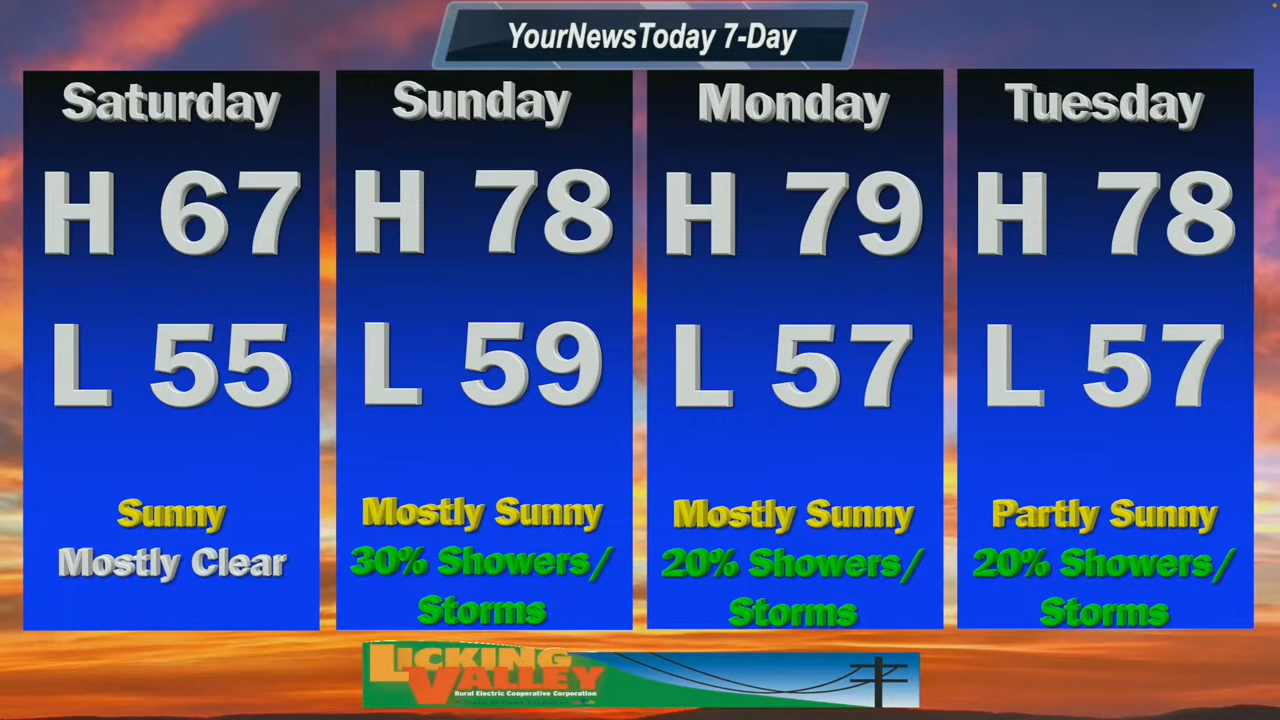 YourNewsToday 7-Day
Saturday
H 67
L 55
Sunny
Mostly Clear
Sunday
H 78
L 59
Mostly Sunny
30% Showers/
Storms
Monday
H 79
L 57
Mostly Sunny
20% Showers/
Storms
Tuesday
H 78
L 57
Partly Sunny
20% Showers/
Storms
LICKING
VALLEY
Rural Electric Cooperative Corporation